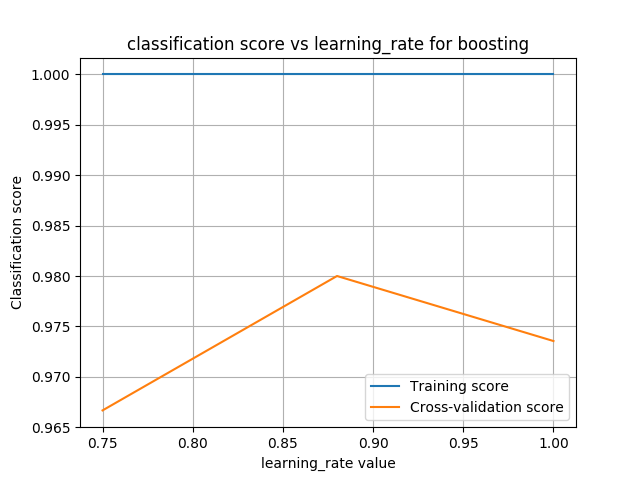 classification score vs learning_rate for boosting
1.000
0.995
0.990
0.985
0.980
0.975
0.970
0.965
Classification score
Training score
Cross-validation score
0.75 0.80 0.85 0.90 0.95 1.00
learning_rate value